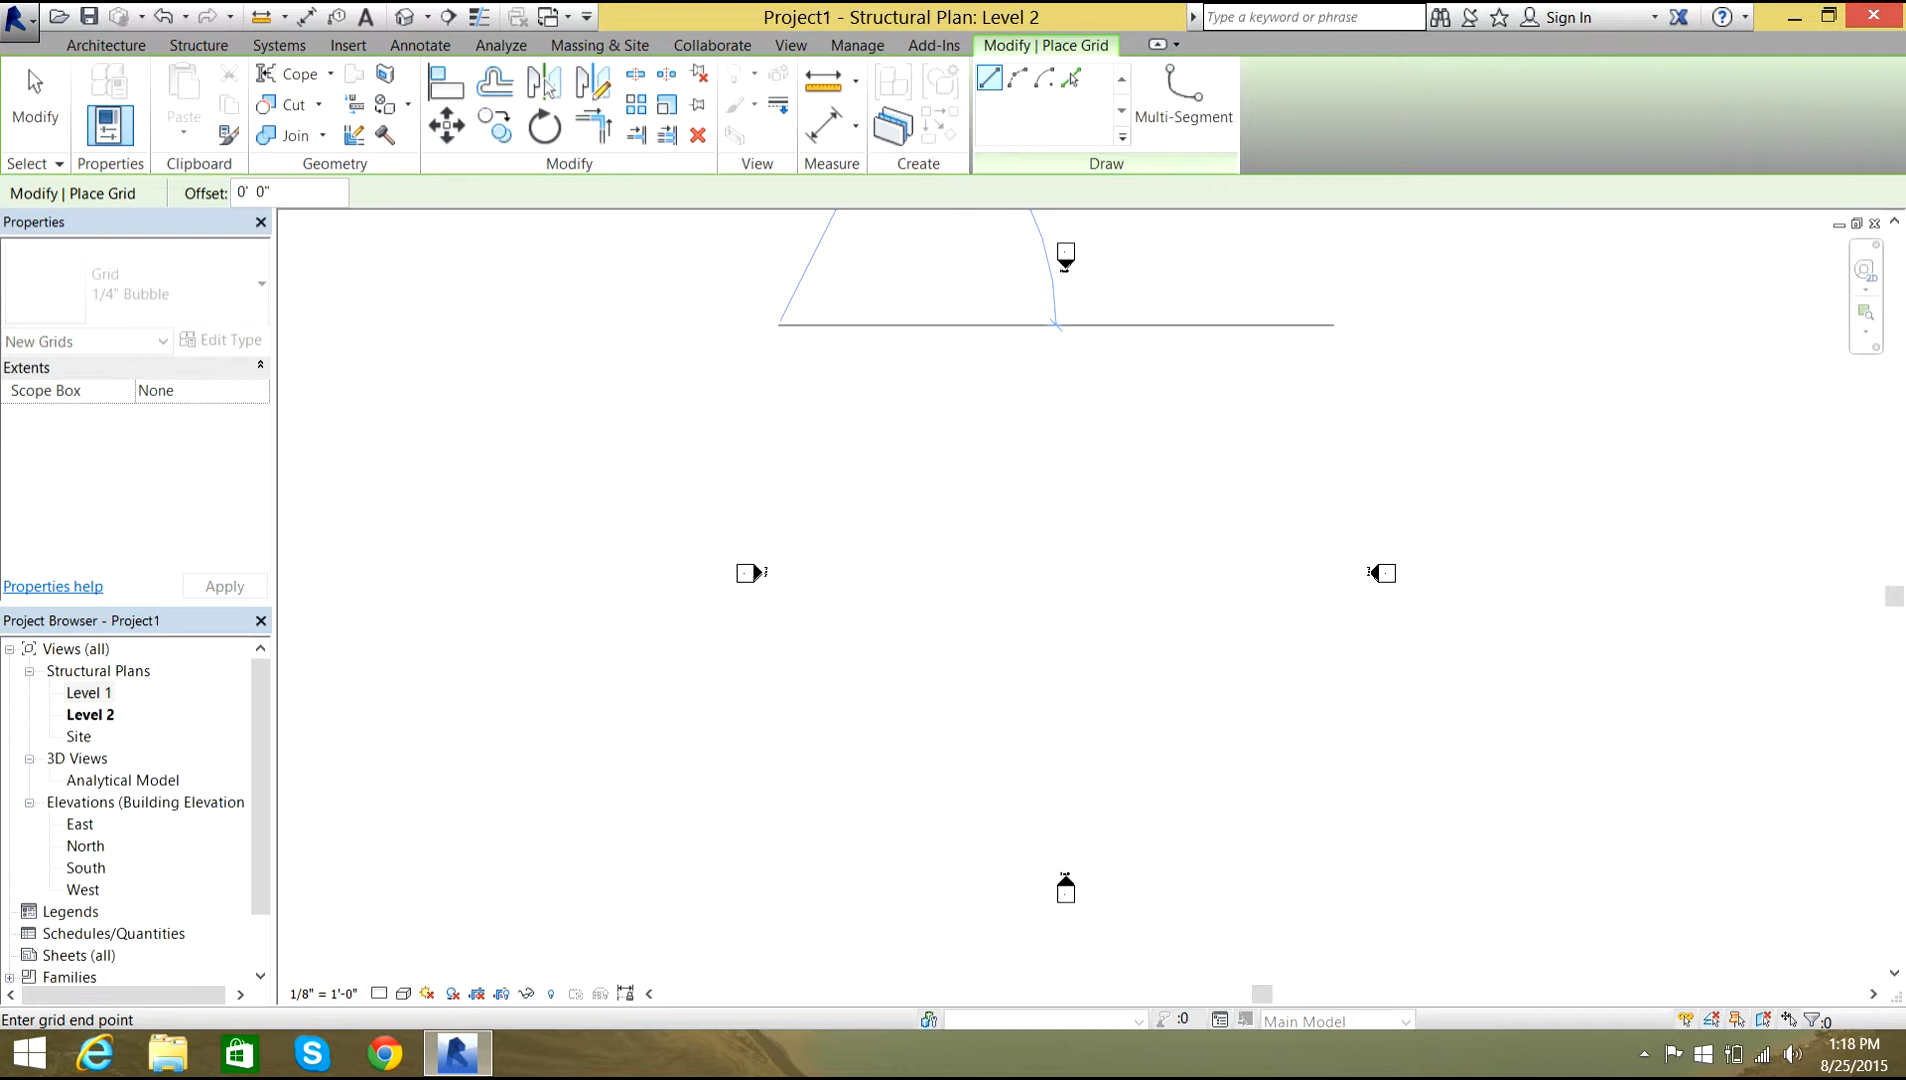 Project1 - Structural Plan: Level 2
Type a keyword or phrase
Sign In
Architecture
Structure
Systems
Insert
Annotate
Analyze
Massing & Site
Collaborate
View
Manage
Add-Ins
Modify | Place Grid
Modify
Paste
Cope
Cut
Join
Multi-Segment
Select
Properties
Clipboard
Geometry
Modify
View
Measure
Create
Draw
Modify | Place Grid
Offset:
0' 0"
Properties
Grid
1/4" Bubble
New Grids
Edit Type
Extents
Scope Box
None
Properties help
Apply
Project Browser - Project1
Views (all)
Structural Plans
Level 1
Level 2
Site
3D Views
Analytical Model
Elevations (Building Elevation
East
North
South
West
Legends
Schedules/Quantities
Sheets (all)
Families
1/8" = 1'-0"
Enter grid end point
:0
Main Model
:0
1:18 PM
8/25/2015